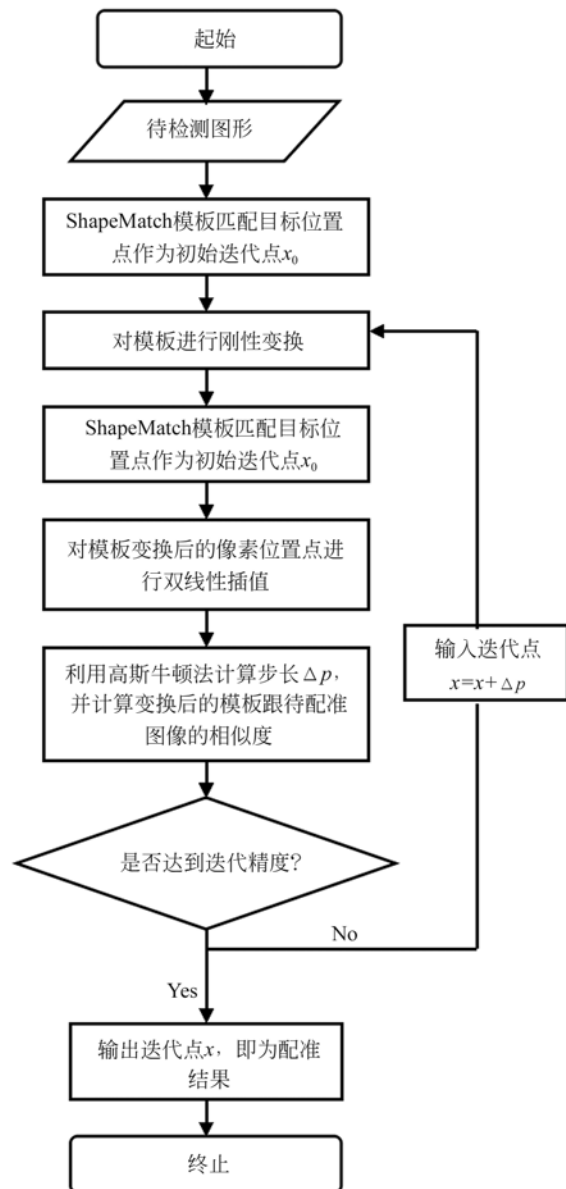 起始
待检测图形
ShapeMatch模板匹配目标位置
点作为初始迭代点x₀
对模板进行刚性变换
ShapeMatch模板匹配目标位
置点作为初始迭代点x₀
对模板变换后的像素位置点进
行双线性插值
利用高斯牛顿法计算步长Δp,
并计算变换后的模板跟待配准
图像的相似度
输入迭代点
x=x+Δp
是否达到迭代精度?
No
Yes
输出迭代点x，即为配准
结果
终止